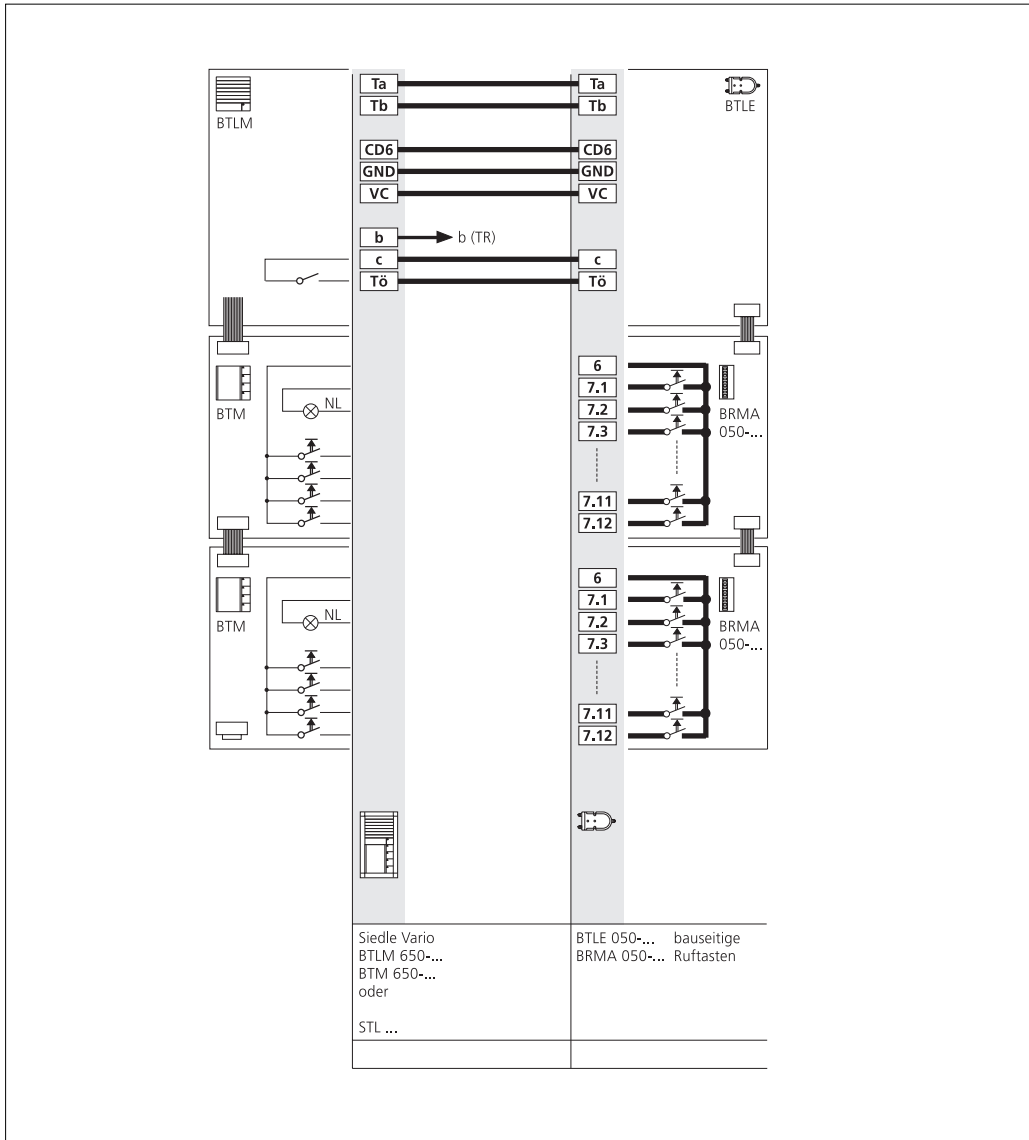 Ta Ta
BTLM BTLE
Tb Tb
CD6 CD6
GND GND
VC VC
b b (TR)
c c
Tö Tö
6
BTM NL 7.1 BRMA
7.2 050-...
7.3
7.11
7.12
6
BTM NL 7.1 BRMA
7.2 050-...
7.3
7.11
7.12
Siedle Vario
BTLM 650-...
BTM 650-...
oder
STL ...
BTLE 050-... bauseitige
BRMA 050-... Ruftasten